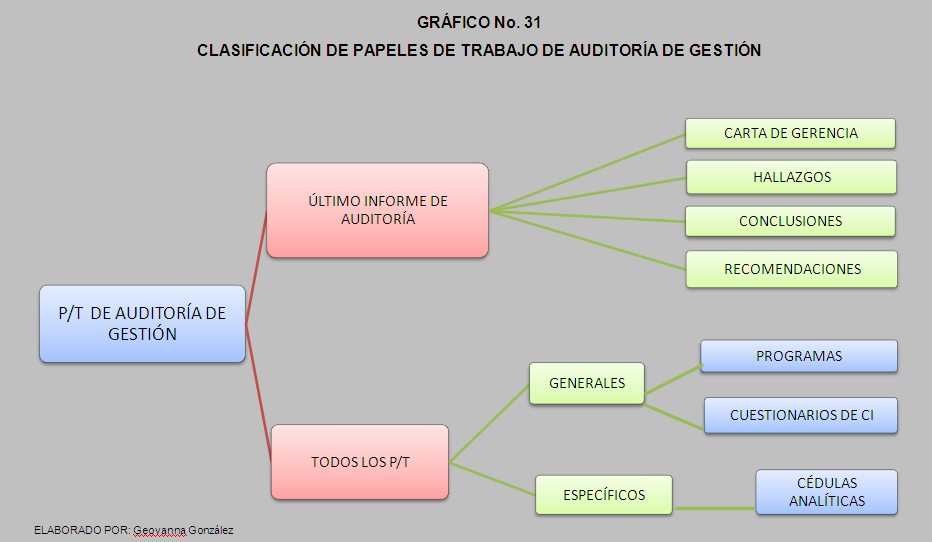 GRÁFICO No. 31
CLASIFICACIÓN DE PAPELES DE TRABAJO DE AUDITORÍA DE GESTIÓN
P/T DE AUDITORÍA DE
GESTIÓN
ÚLTIMO INFORME DE
AUDITORÍA
CARTA DE GERENCIA
HALLAZGOS
CONCLUSIONES
RECOMENDACIONES
TODOS LOS P/T
GENERALES
PROGRAMAS
CUESTIONARIOS DE CI
ESPECÍFICOS
CÉDULAS
ANALÍTICAS
ELABORADO POR: Geovanna González